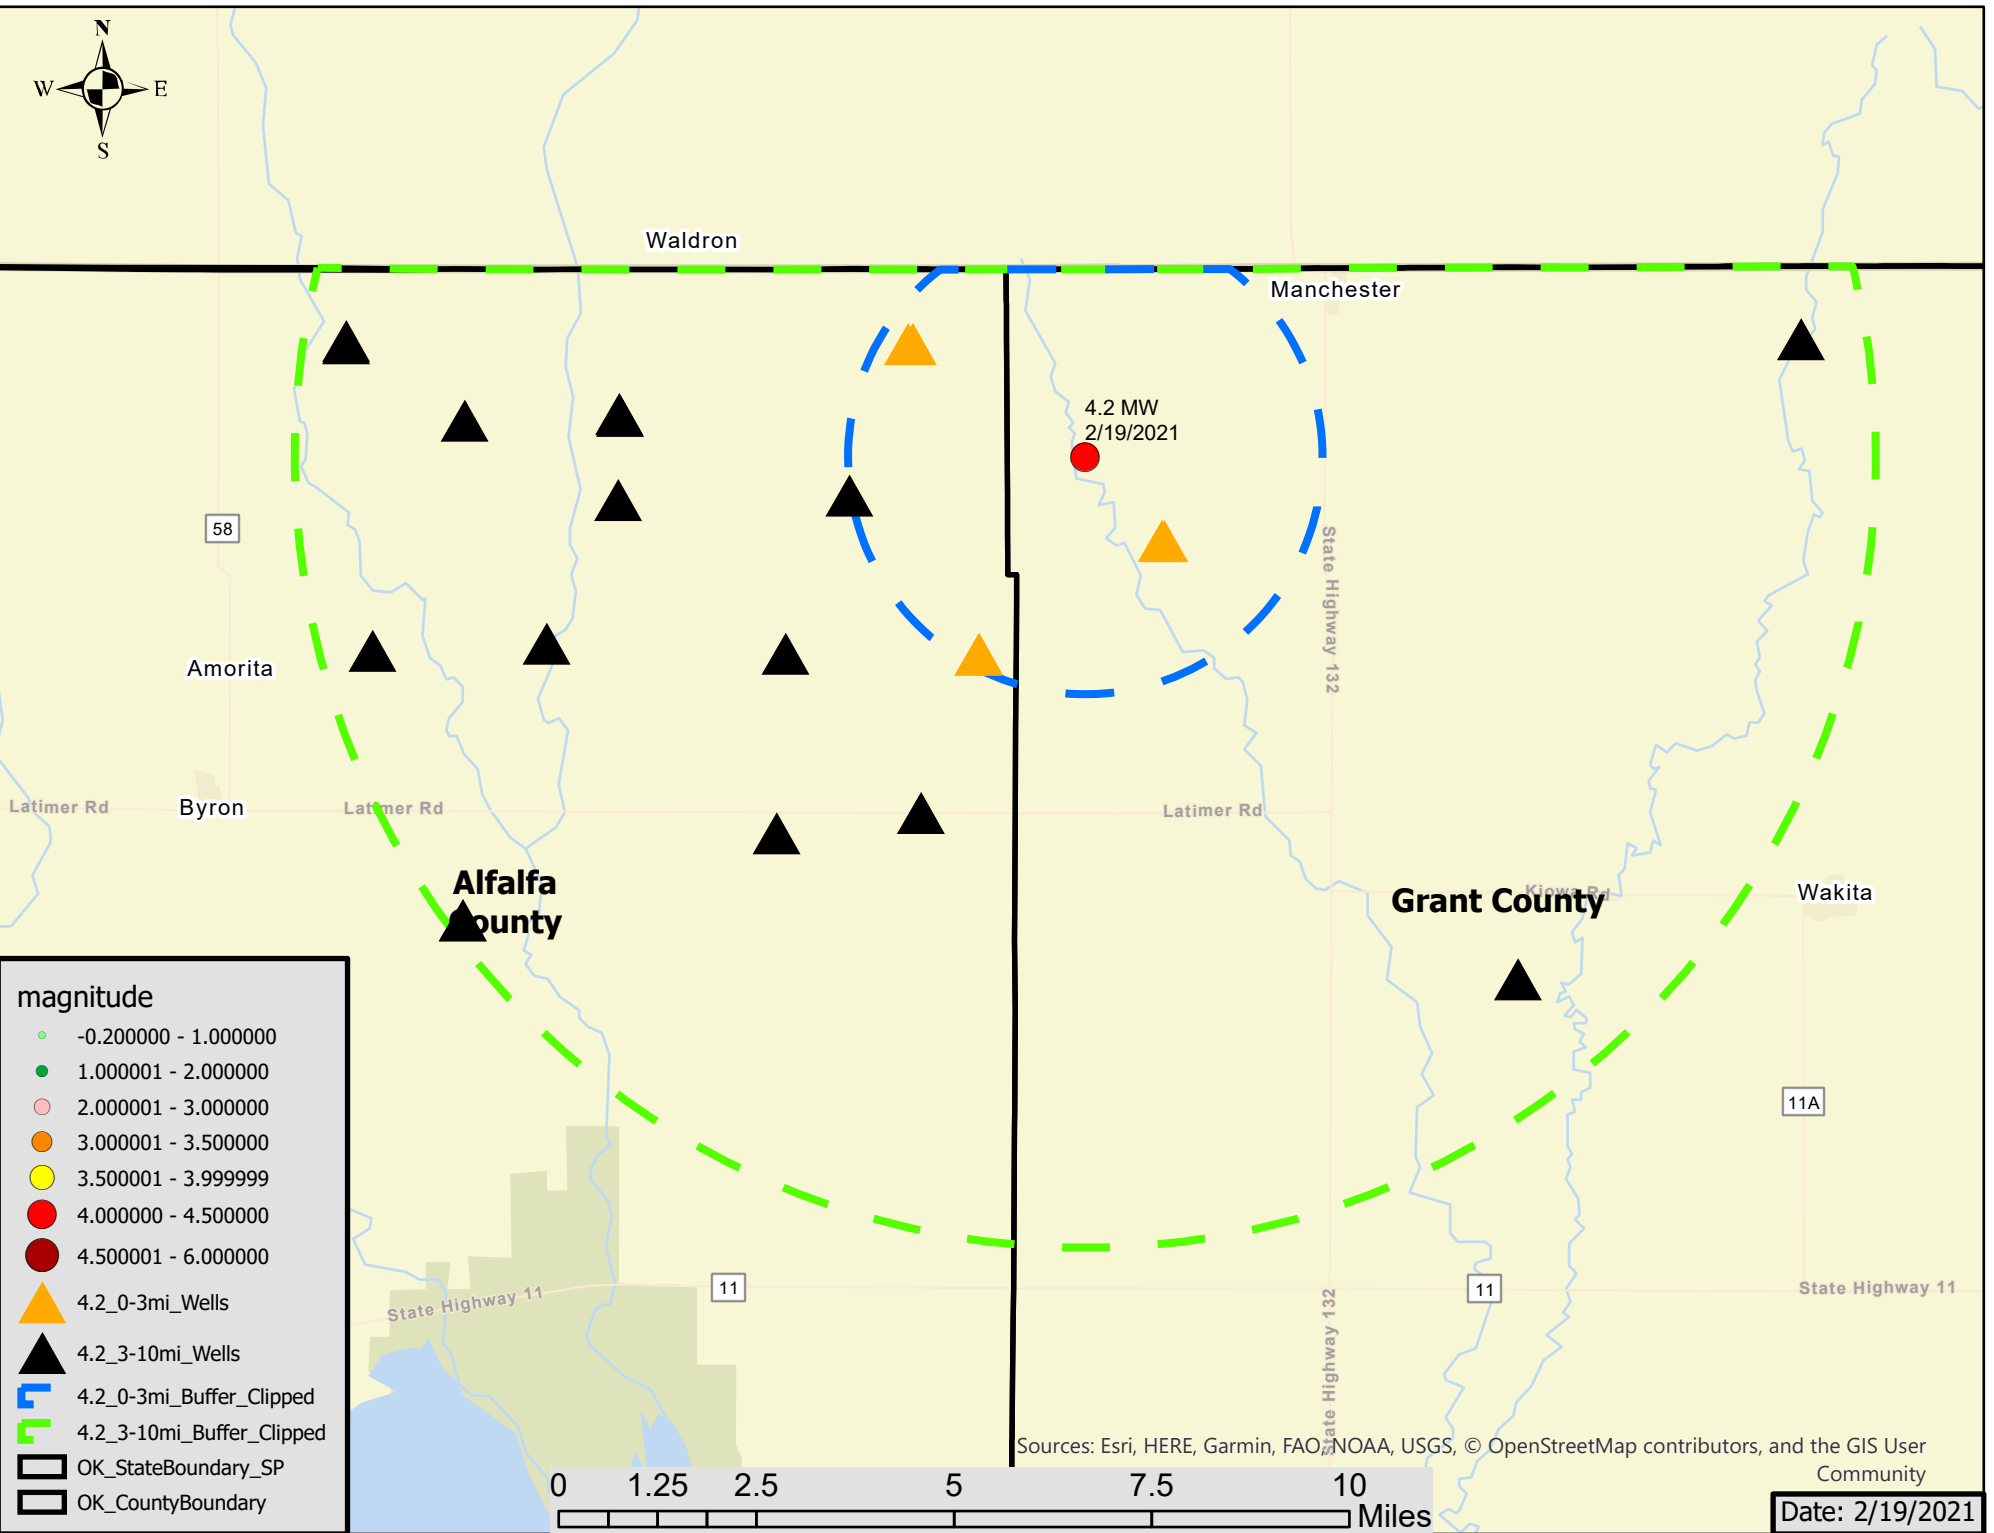 N
W
E
S
Waldron
Manchester
4.2 MW
2/19/2021
58
State Highway 132
Amorita
Latimer Rd
Byron
Latimer Rd
Latimer Rd
Alfalfa
County
Kiowa Rd
Grant County
Wakita
11A
State Highway 11
11
11
State Highway 11
State Highway 132
magnitude
-0.200000 - 1.000000
1.000001 - 2.000000
2.000001 - 3.000000
3.000001 - 3.500000
3.500001 - 3.999999
4.000000 - 4.500000
4.500001 - 6.000000
4.2_0-3mi_Wells
4.2_3-10mi_Wells
4.2_0-3mi_Buffer_Clipped
4.2_3-10mi_Buffer_Clipped
OK_StateBoundary_SP
OK_CountyBoundary
Sources: Esri, HERE, Garmin, FAO, NOAA, USGS, © OpenStreetMap contributors, and the GIS User
Community
0 1.25 2.5 5 7.5 10
Miles
Date: 2/19/2021